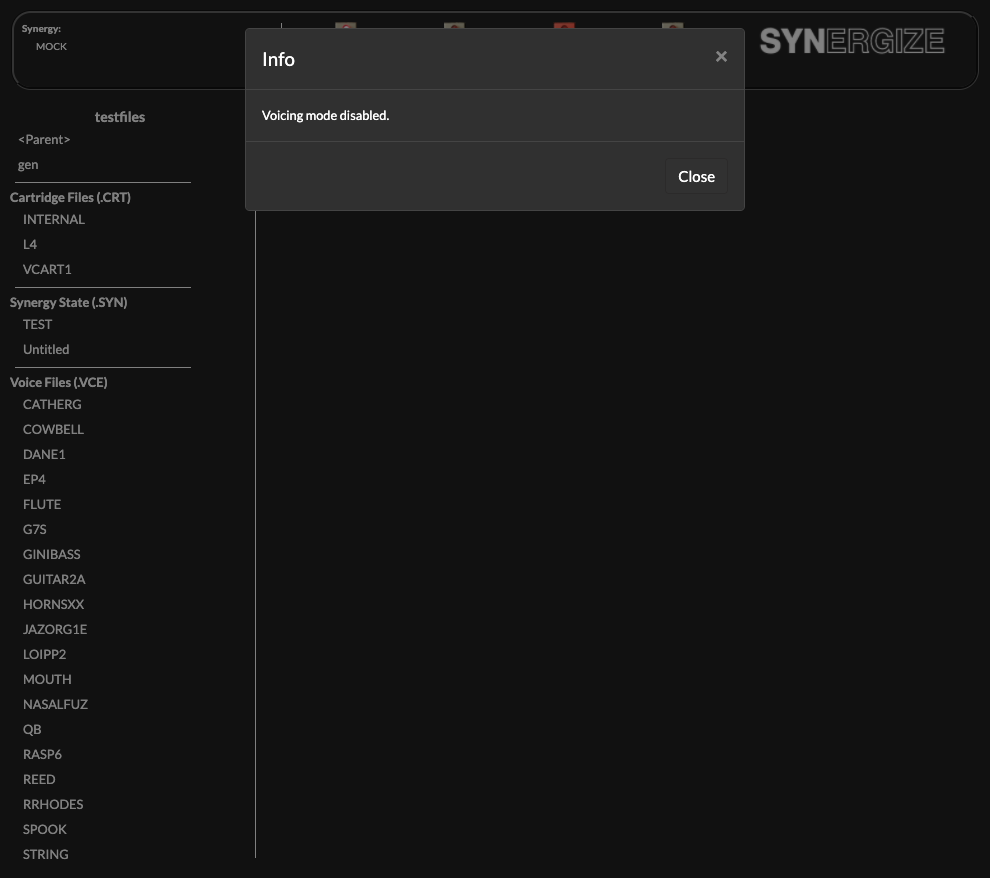 Synergy:
MOCK
SYNERGIZE
Info
×
Voicing mode disabled.
Close
testfiles
<Parent>
gen
Cartridge Files (.CRT)
INTERNAL
L4
VCART1
Synergy State (.SYN)
TEST
Untitled
Voice Files (.VCE)
CATHERG
COWBELL
DANE1
EP4
FLUTE
G7S
GINIBASS
GUITAR2A
HORNSXX
JAZORG1E
LOIPP2
MOUTH
NASALFUZ
QB
RASP6
REED
RRHODES
SPOOK
STRING